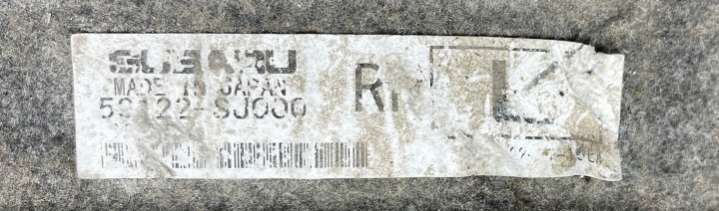 SUBARU
MADE IN JAPAN
59122-SJ000
RH
L